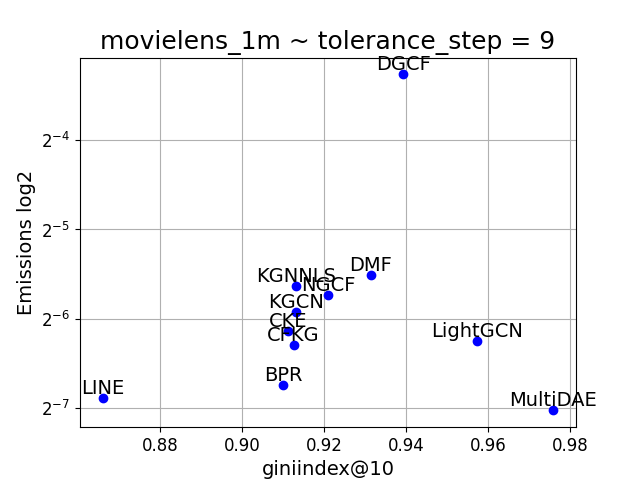 movielens_1m ~ tolerance_step = 9
DGCF
2⁻⁴
2⁻⁵
Emissions log2
DMF
KGNNLS
NGCF
KGCN
2⁻⁶
CKE
CFKG
LightGCN
BPR
LINE
MultiDAE
2⁻⁷
0.88 0.90 0.92 0.94 0.96 0.98
giniindex@10